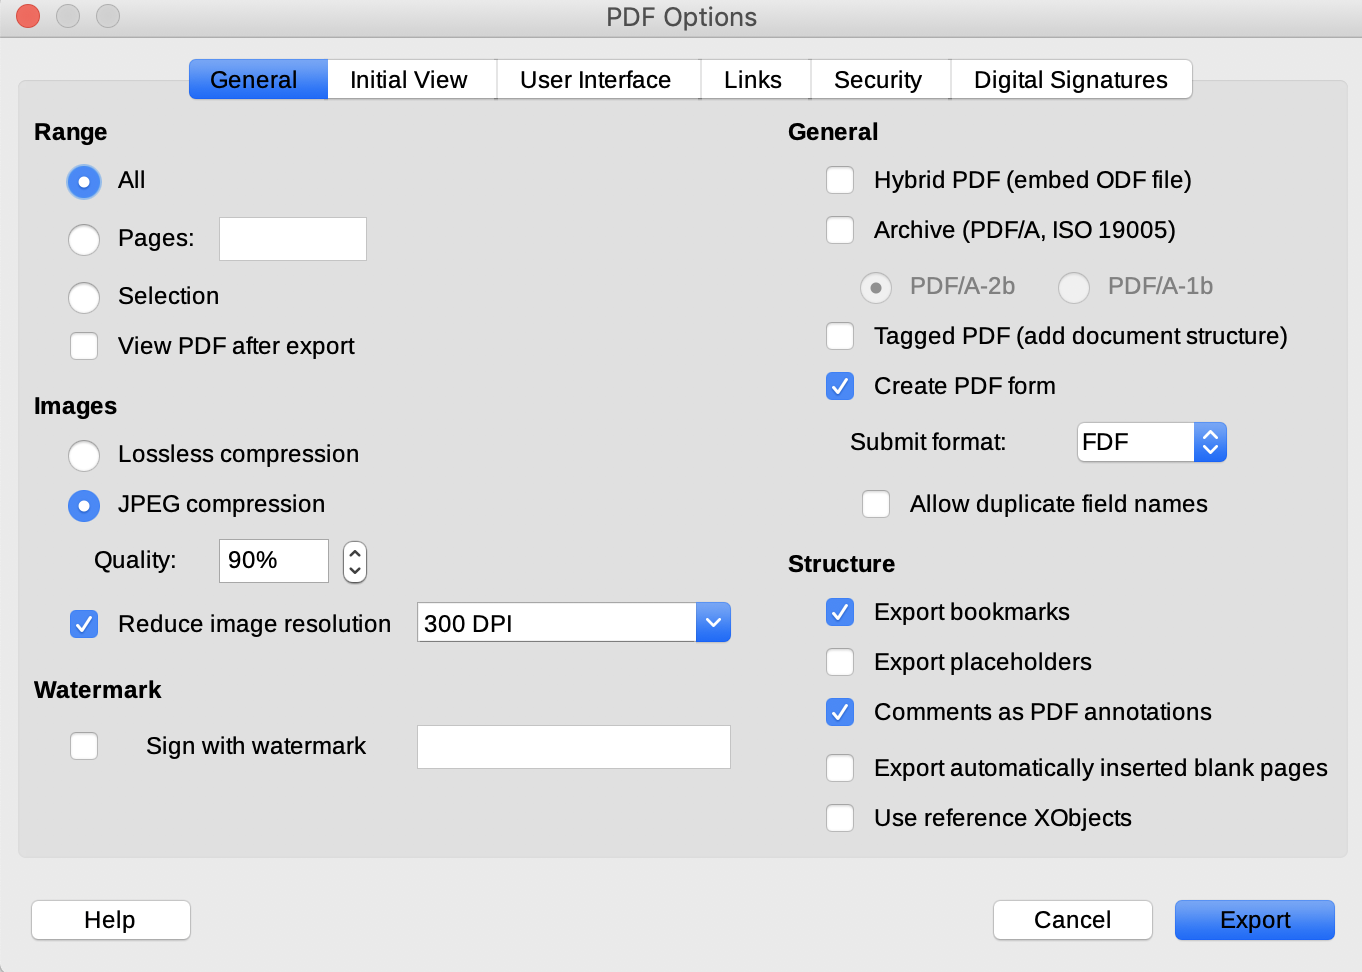 PDF Options
General
Initial View
User Interface
Links
Security
Digital Signatures
Range
All
Pages:
Selection
View PDF after export
Images
Lossless compression
JPEG compression
Quality: 90%
Reduce image resolution 300 DPI
Watermark
Sign with watermark
General
Hybrid PDF (embed ODF file)
Archive (PDF/A, ISO 19005)
PDF/A-2b PDF/A-1b
Tagged PDF (add document structure)
Create PDF form
Submit format: FDF
Allow duplicate field names
Structure
Export bookmarks
Export placeholders
Comments as PDF annotations
Export automatically inserted blank pages
Use reference XObjects
Help
Cancel
Export